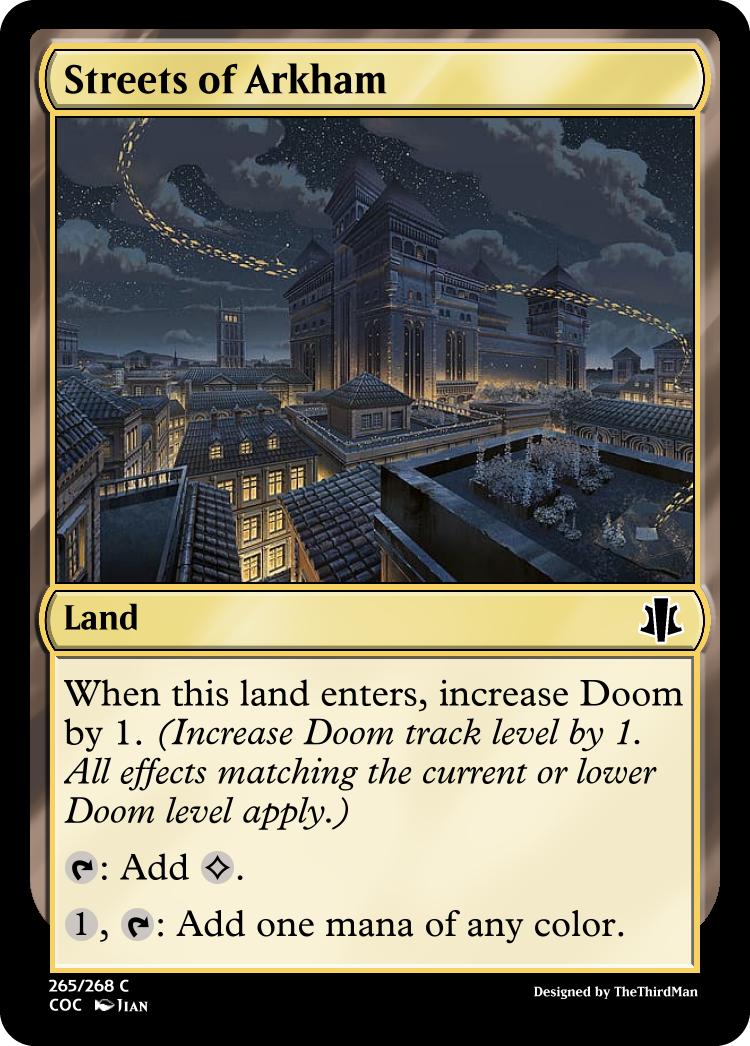 Streets of Arkham
Land
When this land enters, increase Doom
by 1. (Increase Doom track level by 1.
All effects matching the current or lower
Doom level apply.)
: Add .
1, : Add one mana of any color.
265/268 C
COC JIAN
Designed by TheThirdMan